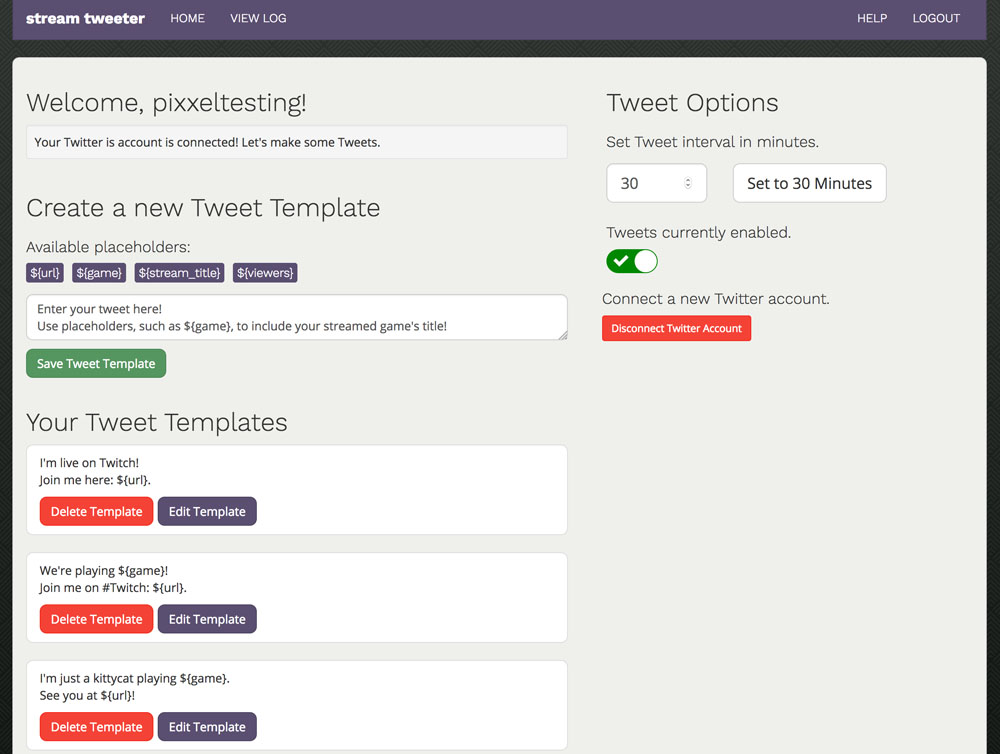 stream tweeter HOME VIEW LOG HELP LOGOUT
Welcome, pixxeltesting!
Your Twitter is account is connected! Let's make some Tweets.
Create a new Tweet Template
Available placeholders:
${url} ${game} ${stream_title} ${viewers}
Enter your tweet here!
Use placeholders, such as ${game}, to include your streamed game's title!
Save Tweet Template
Your Tweet Templates
I'm live on Twitch!
Join me here: ${url}.
Delete Template Edit Template
We're playing ${game}!
Join me on #Twitch: ${url}.
Delete Template Edit Template
I'm just a kittycat playing ${game}.
See you at ${url}!
Delete Template Edit Template
Tweet Options
Set Tweet interval in minutes.
30 Set to 30 Minutes
Tweets currently enabled.
Connect a new Twitter account.
Disconnect Twitter Account